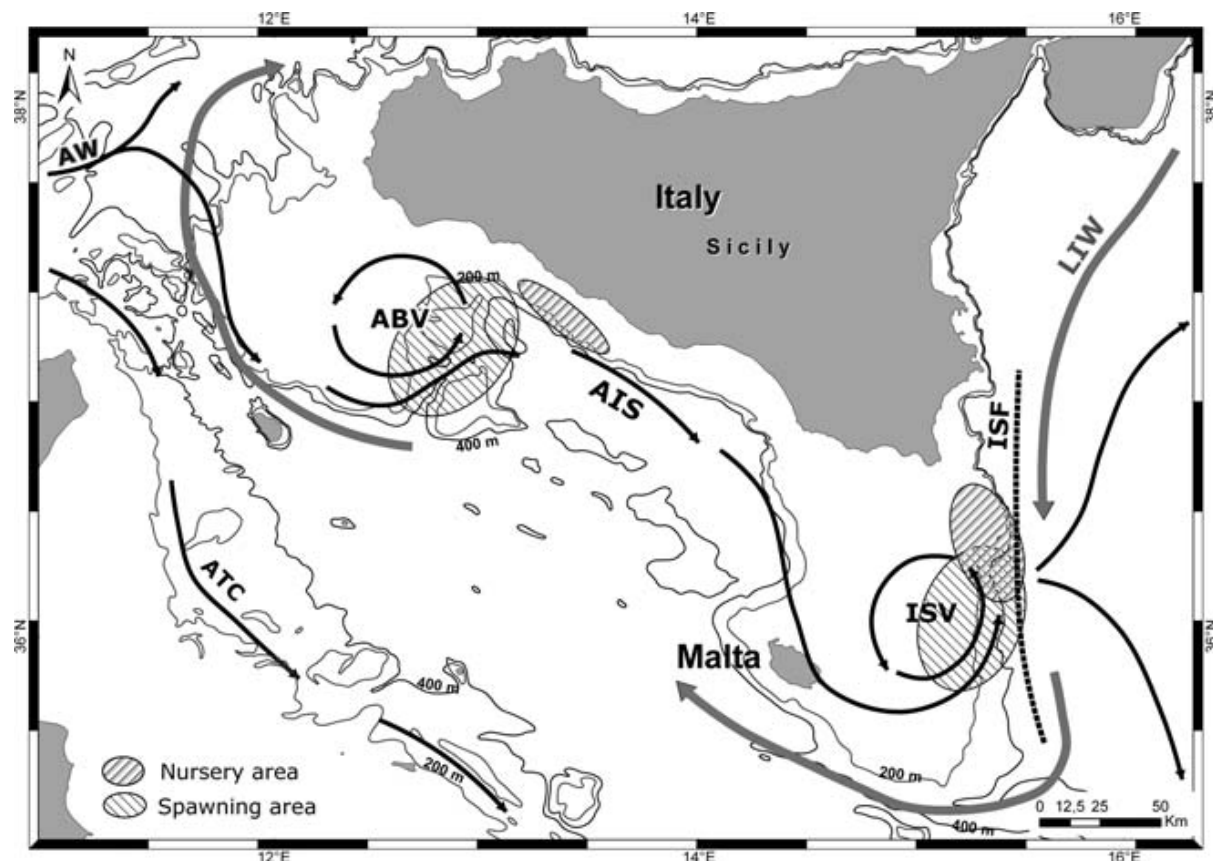 12°E 14°E 16°E
N
38°N 38°N
AW
Italy
Sicily
LIW
200 m
ABV
AIS
ISF
400 m
ATC
ISV
36°N 36°N
Malta
400 m
200 m
200 m
Nursery area
Spawning area
0 12,5 25 50
Km
400 m
12°E 14°E 16°E